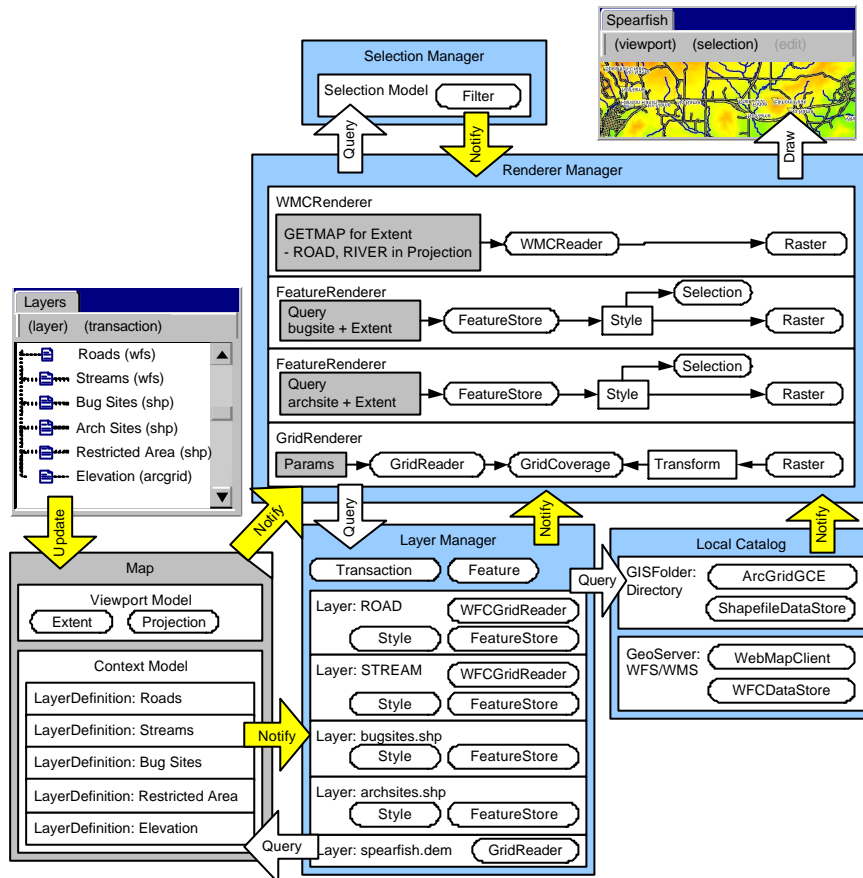 Selection Manager
Selection Model
Filter
Query
Notify
Spearfish
(viewport) (selection) (edit)
Draw
Renderer Manager
WMCRenderer
GETMAP for Extent
- ROAD, RIVER in Projection
WMCReader
Raster
FeatureRenderer
Query
bugsite + Extent
FeatureStore
Style
Selection
Raster
FeatureRenderer
Query
archsite + Extent
FeatureStore
Style
Selection
Raster
GridRenderer
Params
GridReader
GridCoverage
Transform
Raster
Layers
(layer) (transaction)
Roads (wfs)
Streams (wfs)
Bug Sites (shp)
Arch Sites (shp)
Restricted Area (shp)
Elevation (arcgrid)
Update
Notify
Query
Notify
Notify
Map
Viewport Model
Extent
Projection
Context Model
LayerDefinition: Roads
LayerDefinition: Streams
LayerDefinition: Bug Sites
LayerDefinition: Restricted Area
LayerDefinition: Elevation
Notify
Query
Layer Manager
Transaction
Feature
Layer: ROAD
WFCGridReader
Style
FeatureStore
Layer: STREAM
WFCGridReader
Style
FeatureStore
Layer: bugsites.shp
Style
FeatureStore
Layer: archsites.shp
Style
FeatureStore
Layer: spearfish.dem
GridReader
Query
Local Catalog
GISFolder:
Directory
ArcGridGCE
ShapefileDataStore
GeoServer:
WFS/WMS
WebMapClient
WFCDataStore